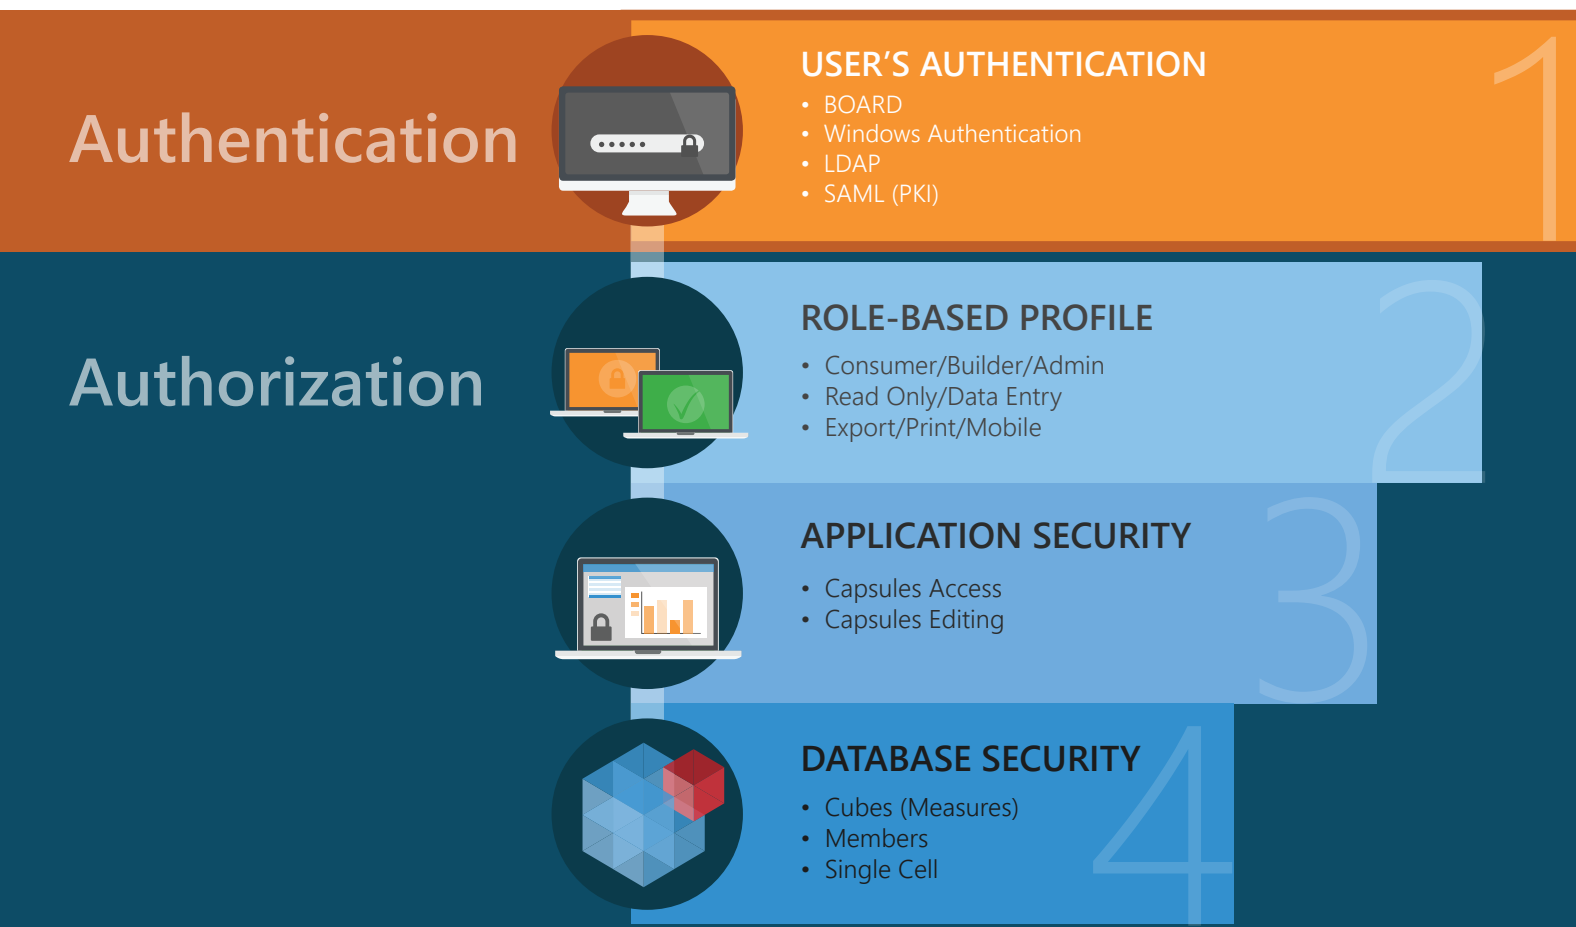 Authentication
USER’S AUTHENTICATION
• BOARD
• Windows Authentication
• LDAP
• SAML (PKI)
1
Authorization
ROLE-BASED PROFILE
• Consumer/Builder/Admin
• Read Only/Data Entry
• Export/Print/Mobile
2
APPLICATION SECURITY
• Capsules Access
• Capsules Editing
3
DATABASE SECURITY
• Cubes (Measures)
• Members
• Single Cell
4